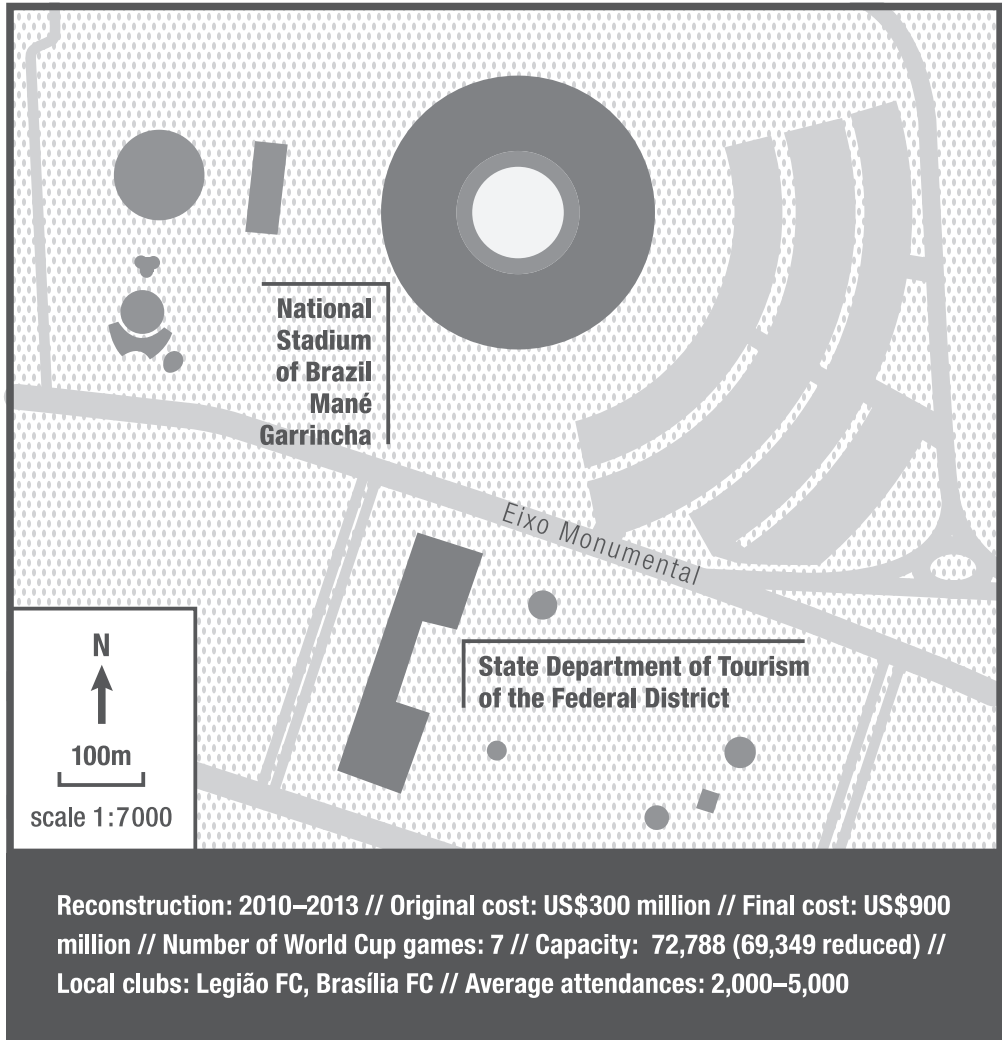 National
Stadium
of Brazil
Mané
Garrincha
Eixo Monumental
State Department of Tourism
of the Federal District
N
100m
scale 1:7000
Reconstruction: 2010–2013 // Original cost: US$300 million // Final cost: US$900
million // Number of World Cup games: 7 // Capacity: 72,788 (69,349 reduced) //
Local clubs: Legião FC, Brasília FC // Average attendances: 2,000–5,000